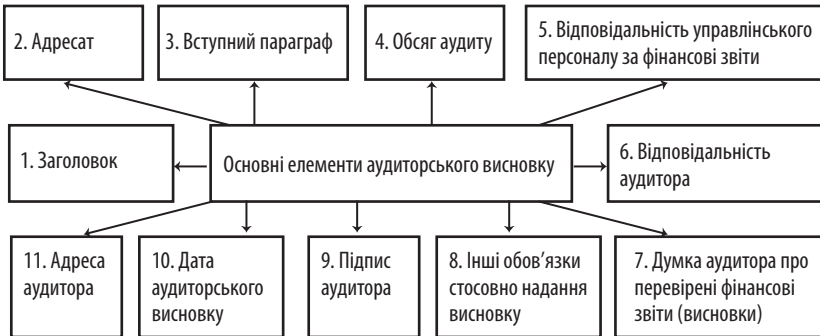 2. Адресат
3. Вступний параграф
4. Обсяг аудиту
5. Відповідальність управлінського
персоналу за фінансові звіти
1. Заголовок
Основні елементи аудиторського висновку
6. Відповідальність
аудитора
11. Адреса
аудитора
10. Дата
аудиторського
висновку
9. Підпис
аудитора
8. Інші обов’язки
стосовно надання
висновку
7. Думка аудитора про
перевірені фінансові
звіти (висновки)